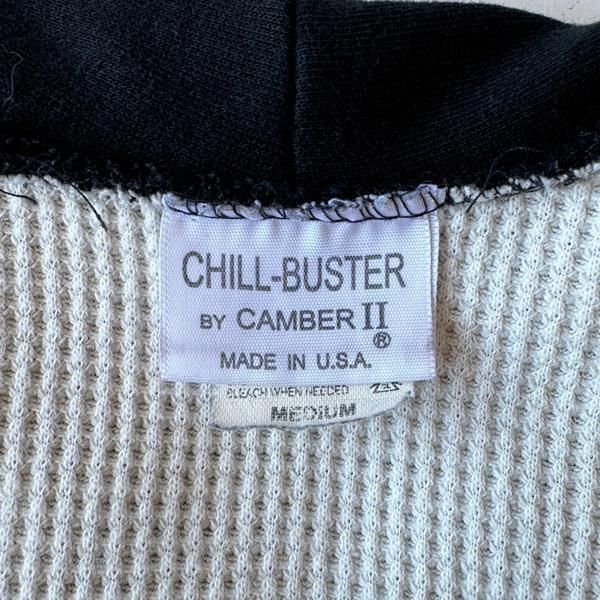 CHILL-BUSTER
BY CAMBER II
®
MADE IN U.S.A.
BLEACH WHEN NEEDED
MEDIUM